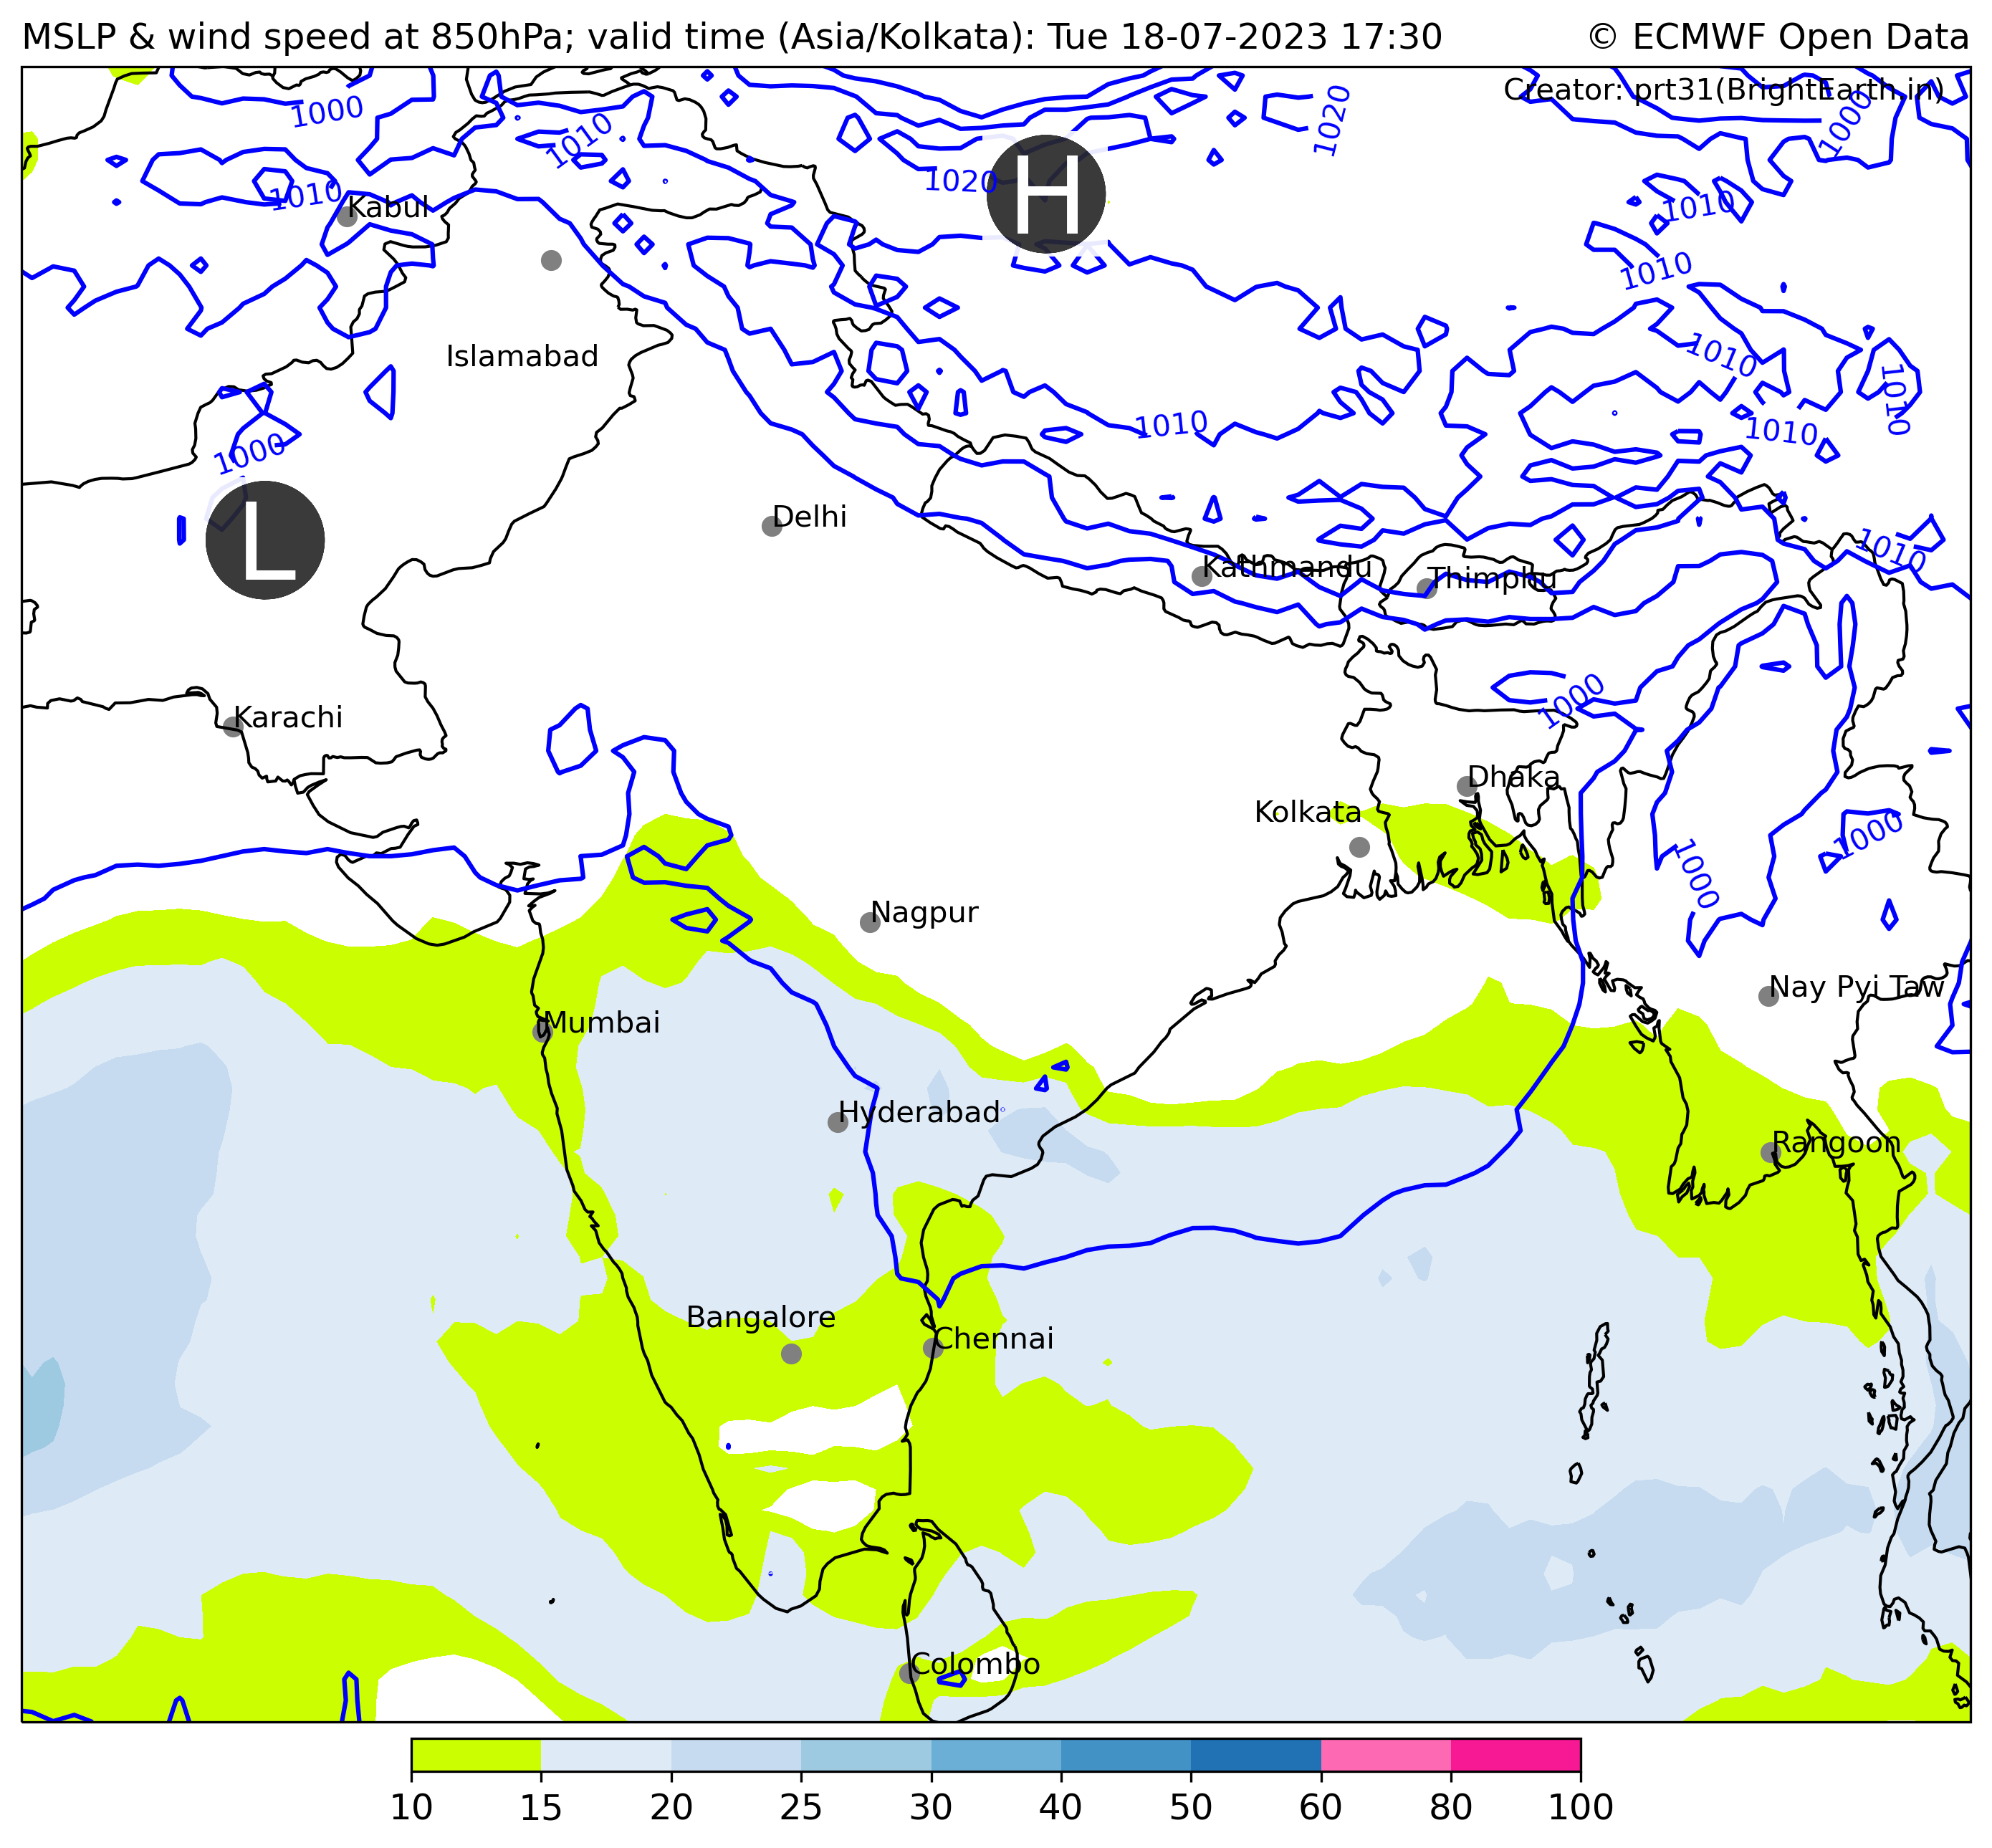 MSLP & wind speed at 850hPa; valid time (Asia/Kolkata): Tue 18-07-2023 17:30 © ECMWF Open Data
Creator: prt31(BrightEarth.in)
1000
1010
1020
1000
1020
H
1010
Kabul
1010
1010
Islamabad
1010
1010
1010
1010
1000
L
Delhi
1010
Kathmandu
Thimphu
1000
Karachi
Dhaka
Kolkata
1000
1000
Nagpur
Nay Pyi Taw
Mumbai
Hyderabad
Rangoon
Bangalore
Chennai
Colombo
10 15 20 25 30 40 50 60 80 100